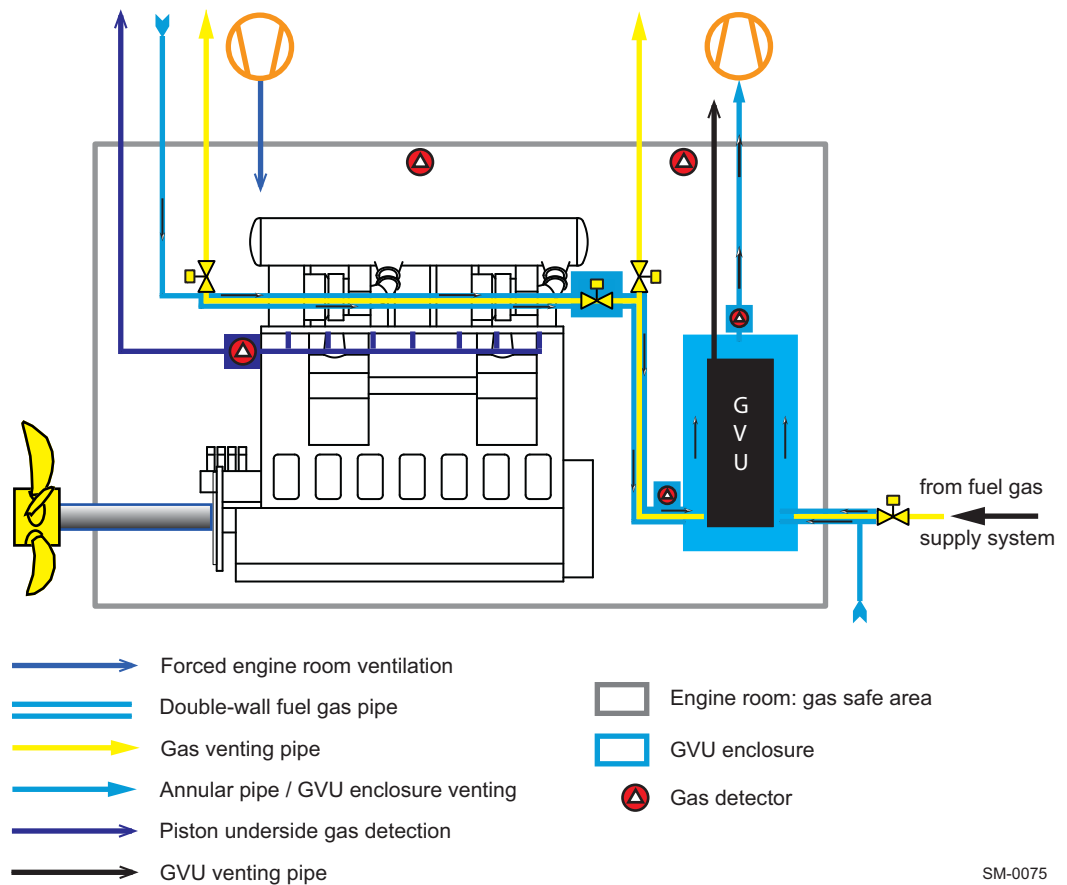 G
V
U
from fuel gas
supply system
Forced engine room ventilation
Double-wall fuel gas pipe
Gas venting pipe
Annular pipe / GVU enclosure venting
Piston underside gas detection
GVU venting pipe
Engine room: gas safe area
GVU enclosure
Gas detector
SM-0075